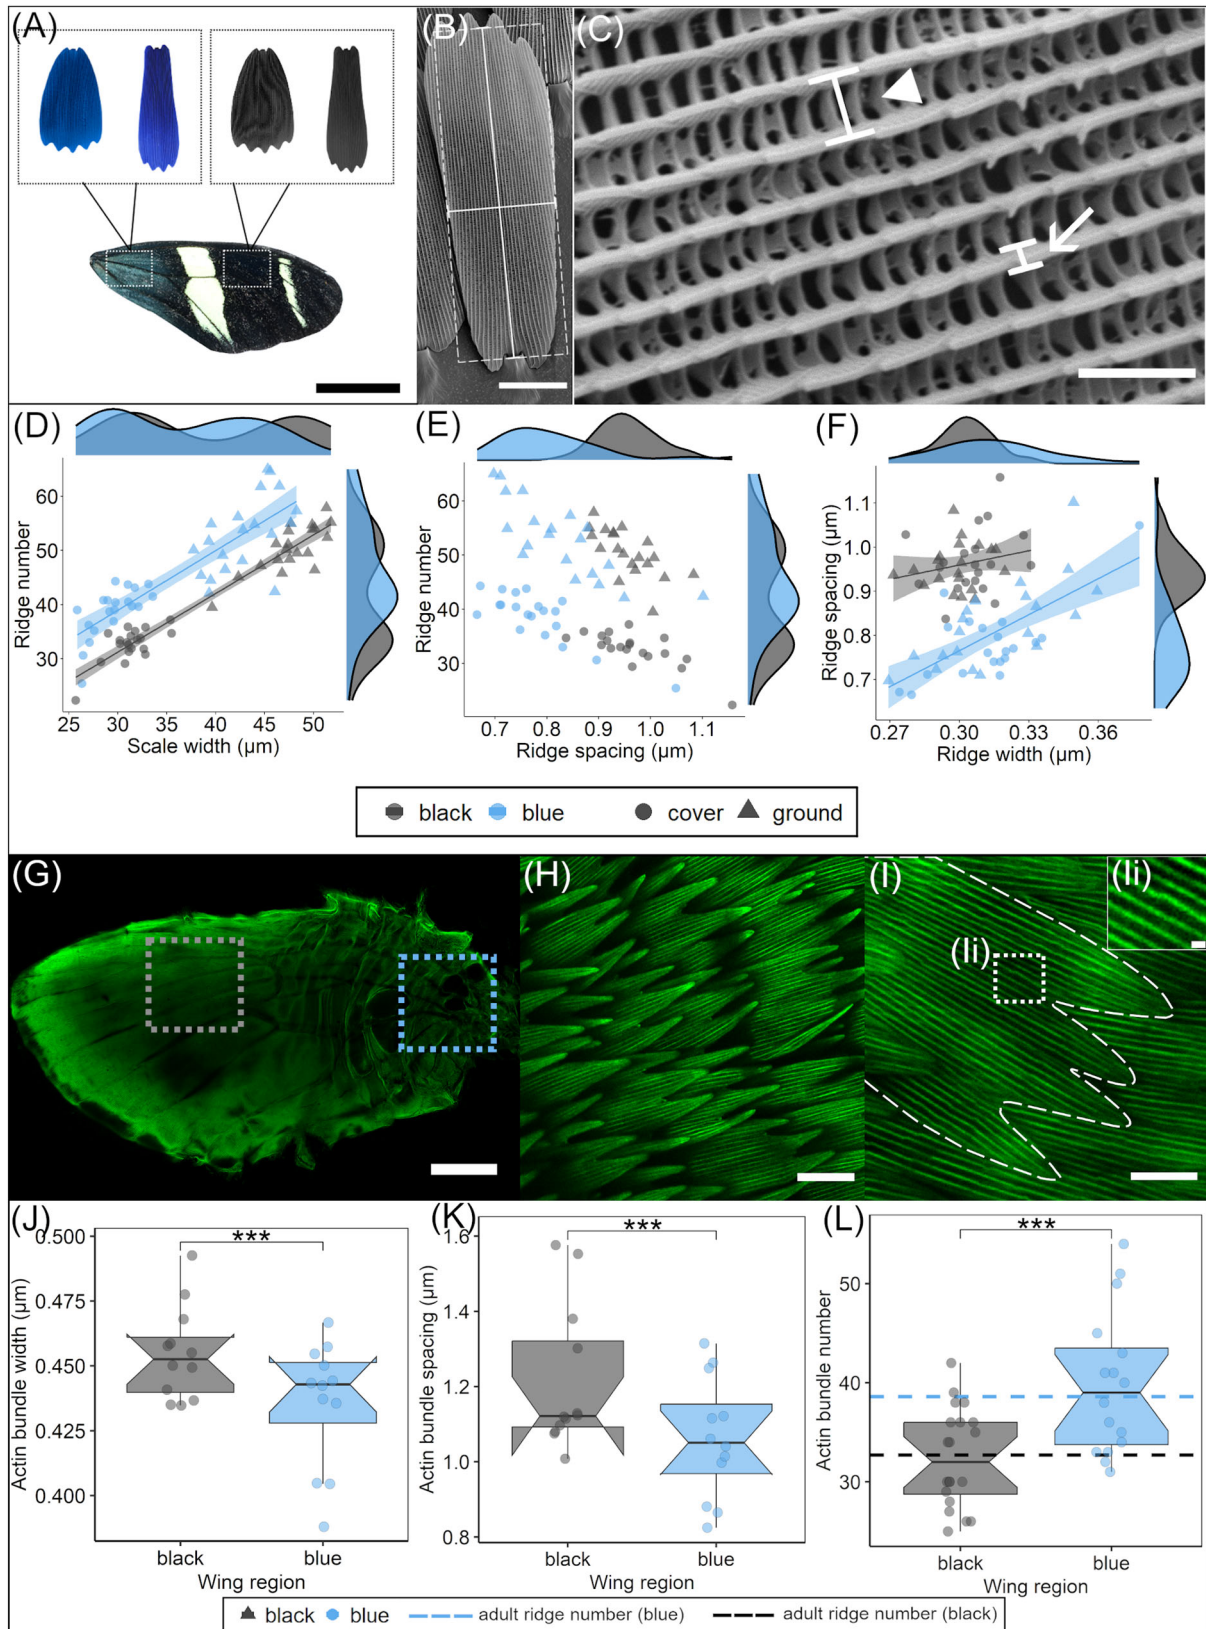 (A)
(B)
(C)
(D)
(E)
(F)
Ridge number
60
50
40
30
25 30 35 40 45 50
Scale width (µm)
Ridge number
60
50
40
30
0.7 0.8 0.9 1.0 1.1
Ridge spacing (µm)
Ridge spacing (µm)
1.1
1.0
0.9
0.8
0.7
0.27 0.30 0.33 0.36
Ridge width (µm)
black blue cover ground
(G)
(H)
(I)
(Ii)
(Ii)
(J)
(K)
(L)
Actin bundle width (µm)
0.500
0.475
0.450
0.425
0.400
***
black blue
Wing region
Actin bundle spacing (µm)
1.6
1.4
1.2
1.0
0.8
***
black blue
Wing region
Actin bundle number
50
40
30
***
black blue
Wing region
black blue adult ridge number (blue) adult ridge number (black)